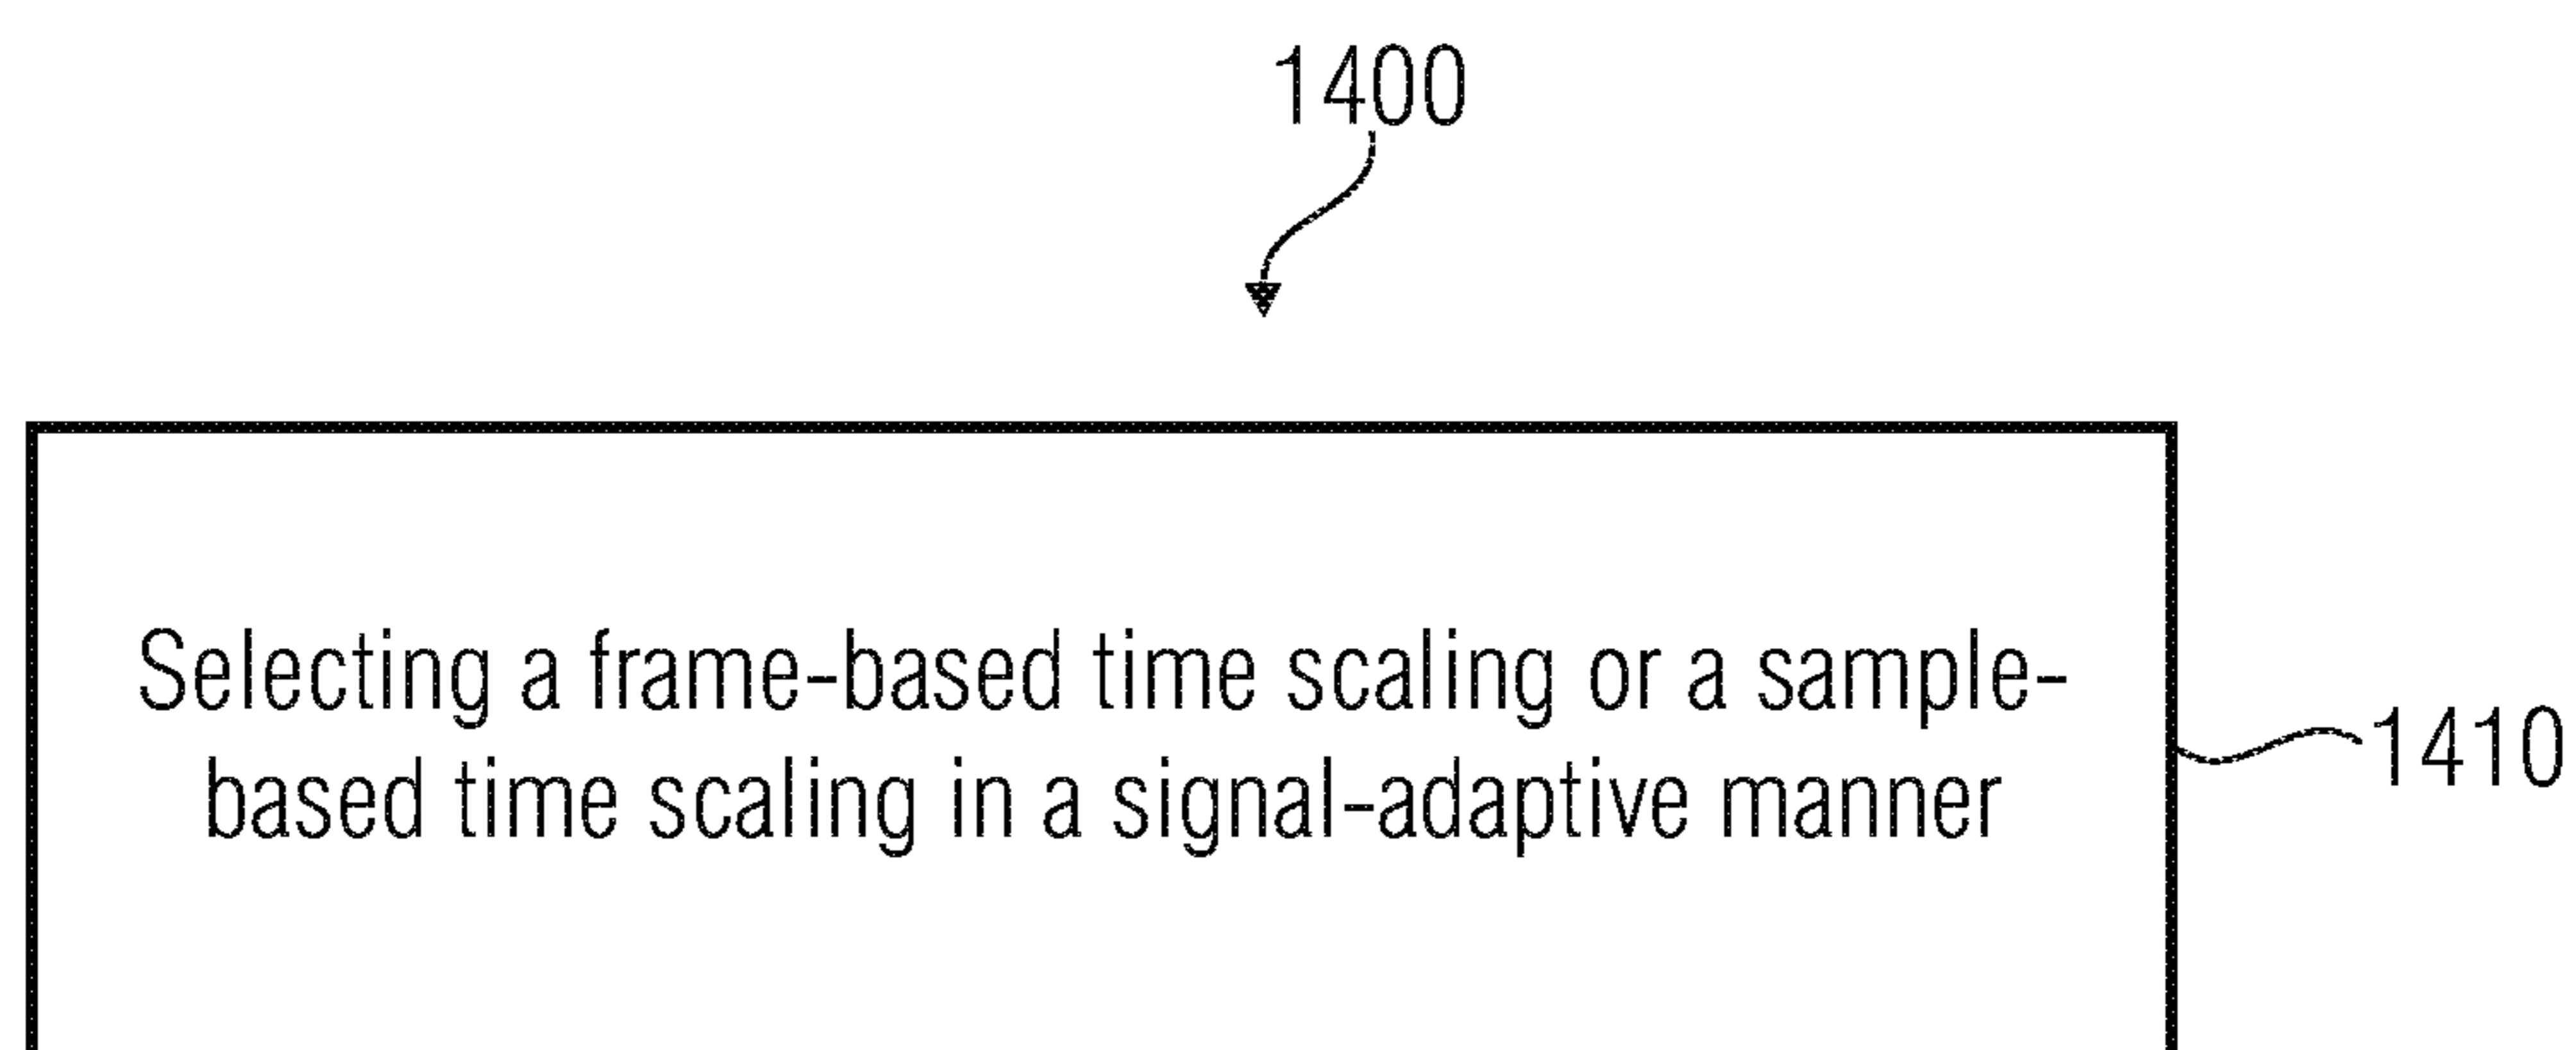 1400
Selecting a frame-based time scaling or a sample-
based time scaling in a signal-adaptive manner
1410